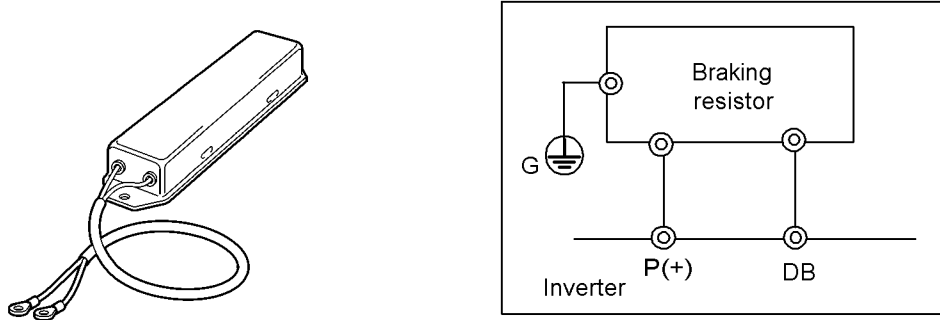 Braking
resistor
G
P(+)
DB
Inverter